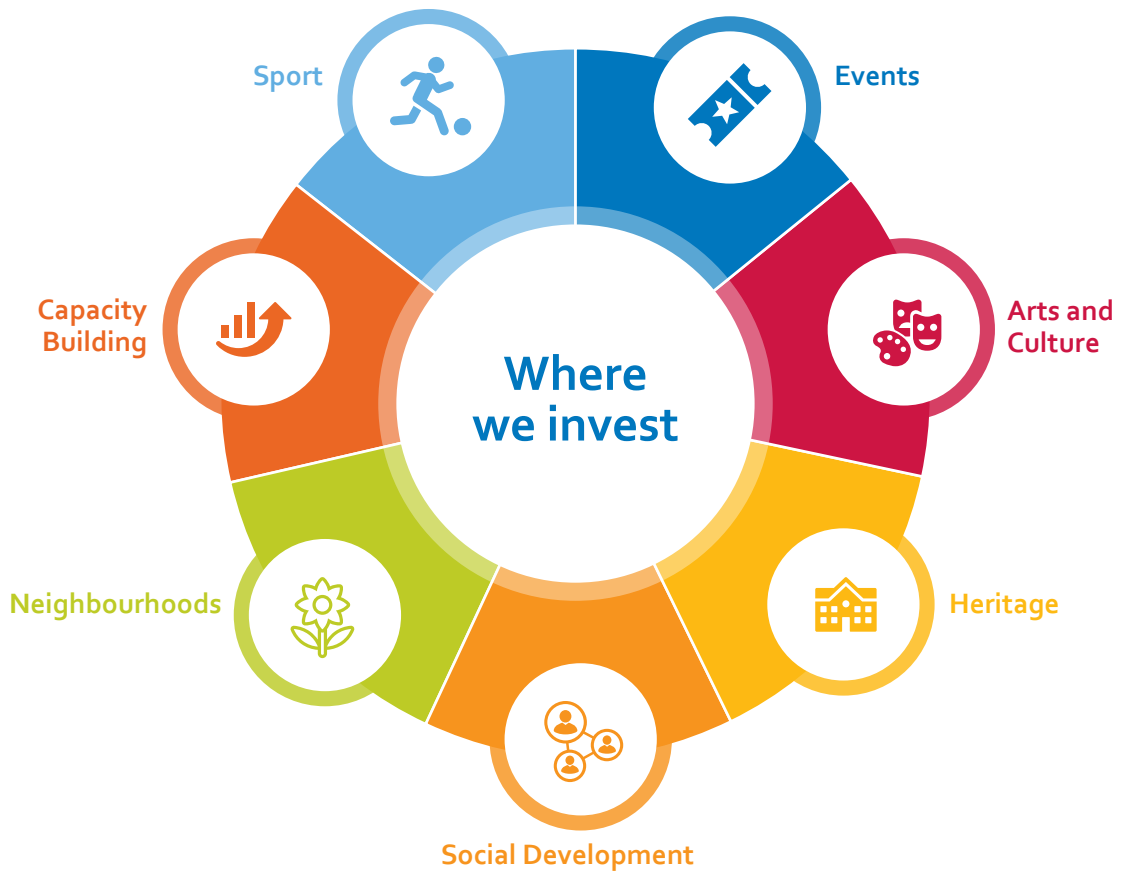 Sport
Events
Capacity
Building
Arts and
Culture
Where
we invest
Neighbourhoods
Heritage
Social Development